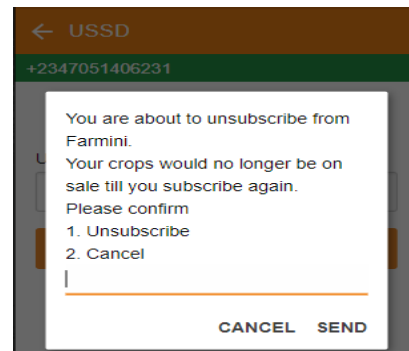 ← USSD
+2347051406231
U
You are about to unsubscribe from
Farmini.
Your crops would no longer be on
sale till you subscribe again.
Please confirm
1. Unsubscribe
2. Cancel
CANCEL SEND